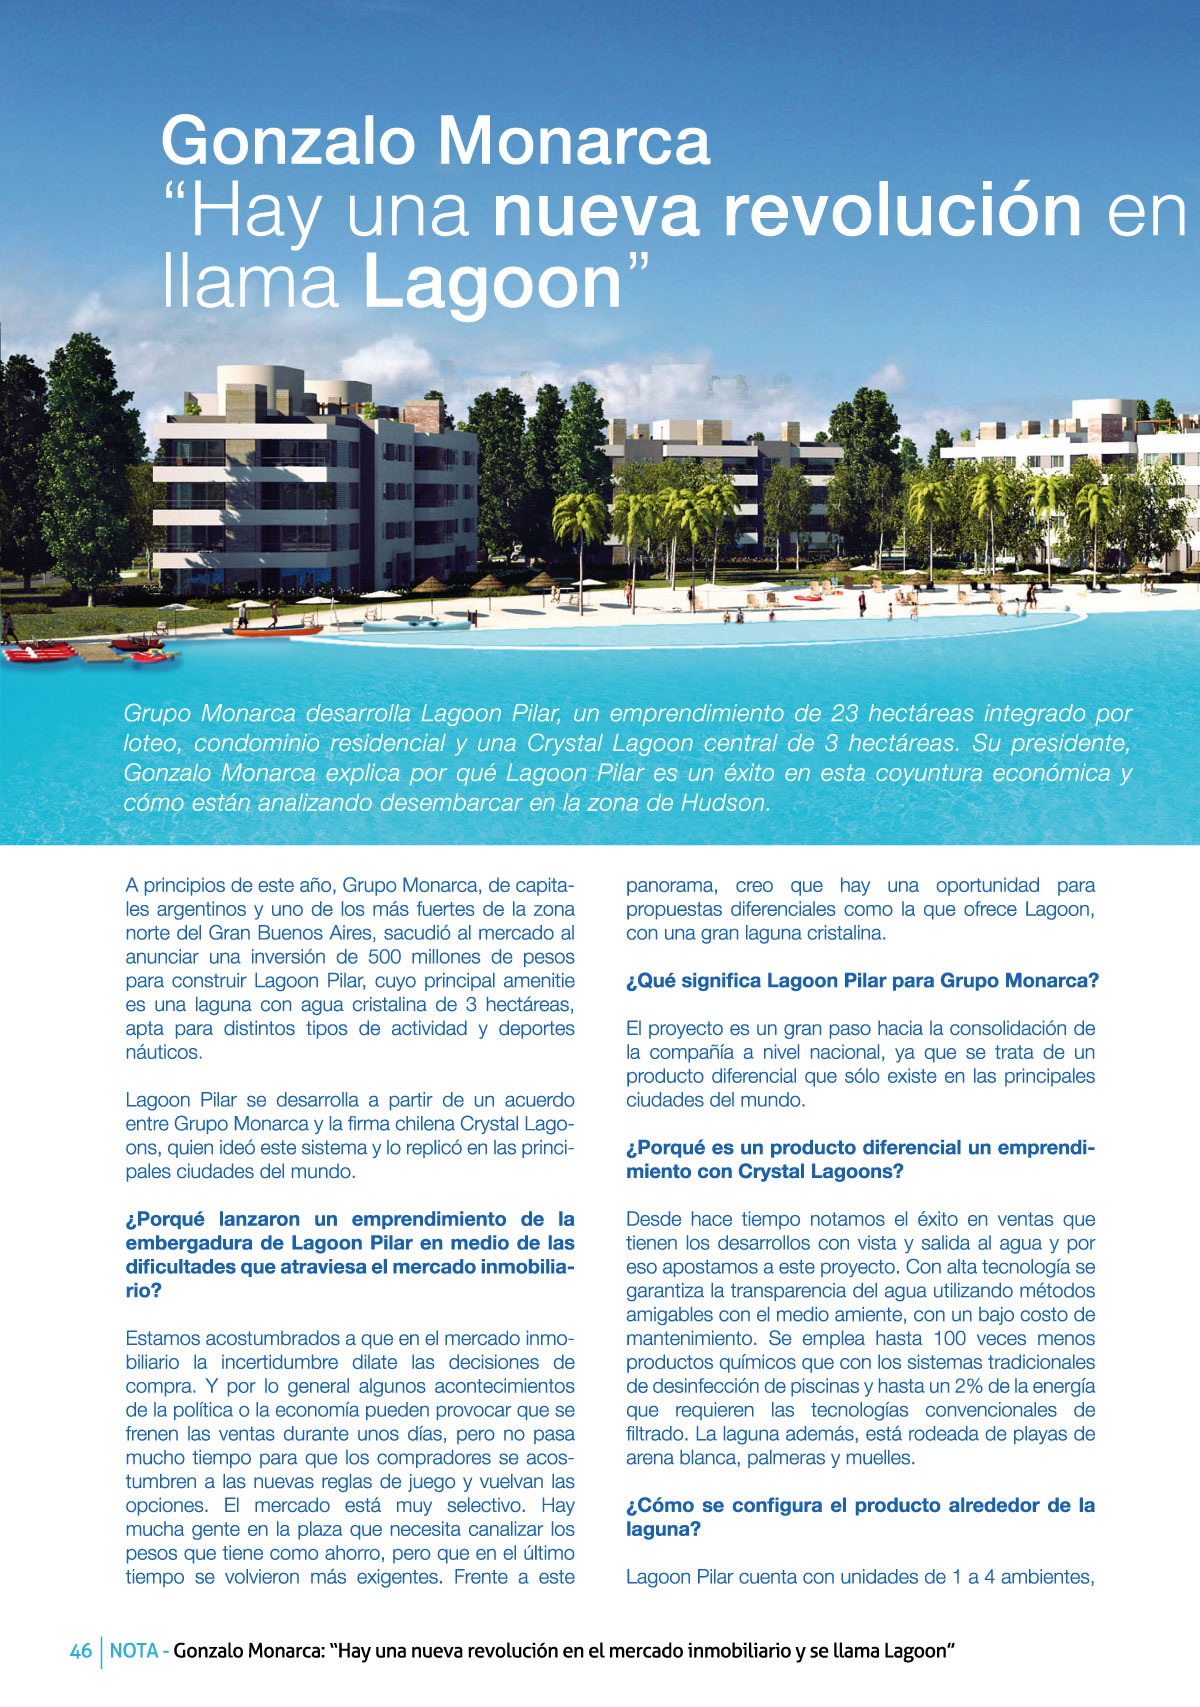 Gonzalo Monarca
“Hay una nueva revolución en
llama Lagoon”
Grupo Monarca desarrolla Lagoon Pilar, un emprendimiento de 23 hectáreas integrado por
loteo, condominio residencial y una Crystal Lagoon central de 3 hectáreas. Su presidente,
Gonzalo Monarca explica por qué Lagoon Pilar es un éxito en esta coyuntura económica y
cómo están analizando desembarcar en la zona de Hudson.
A principios de este año, Grupo Monarca, de capita-
les argentinos y uno de los más fuertes de la zona
norte del Gran Buenos Aires, sacudió al mercado al
anunciar una inversión de 500 millones de pesos
para construir Lagoon Pilar, cuyo principal amenitie
es una laguna con agua cristalina de 3 hectáreas,
apta para distintos tipos de actividad y deportes
náuticos.
Lagoon Pilar se desarrolla a partir de un acuerdo
entre Grupo Monarca y la firma chilena Crystal Lago-
ons, quien ideó este sistema y lo replicó en las princi-
pales ciudades del mundo.
¿Porqué lanzaron un emprendimiento de la
embergadura de Lagoon Pilar en medio de las
dificultades que atraviesa el mercado inmobilia-
rio?
Estamos acostumbrados a que en el mercado inmo-
biliario la incertidumbre dilate las decisiones de
compra. Y por lo general algunos acontecimientos
de la política o la economía pueden provocar que se
frenen las ventas durante unos días, pero no pasa
mucho tiempo para que los compradores se acos-
tumbren a las nuevas reglas de juego y vuelvan las
opciones. El mercado está muy selectivo. Hay
mucha gente en la plaza que necesita canalizar los
pesos que tiene como ahorro, pero que en el último
tiempo se volvieron más exigentes. Frente a este
panorama, creo que hay una oportunidad para
propuestas diferenciales como la que ofrece Lagoon,
con una gran laguna cristalina.
¿Qué significa Lagoon Pilar para Grupo Monarca?
El proyecto es un gran paso hacia la consolidación de
la compañía a nivel nacional, ya que se trata de un
producto diferencial que sólo existe en las principales
ciudades del mundo.
¿Porqué es un producto diferencial un emprendi-
miento con Crystal Lagoons?
Desde hace tiempo notamos el éxito en ventas que
tienen los desarrollos con vista y salida al agua y por
eso apostamos a este proyecto. Con alta tecnología se
garantiza la transparencia del agua utilizando métodos
amigables con el medio amiente, con un bajo costo de
mantenimiento. Se emplea hasta 100 veces menos
productos químicos que con los sistemas tradicionales
de desinfección de piscinas y hasta un 2% de la energía
que requieren las tecnologías convencionales de
filtrado. La laguna además, está rodeada de playas de
arena blanca, palmeras y muelles.
¿Cómo se configura el producto alrededor de la
laguna?
Lagoon Pilar cuenta con unidades de 1 a 4 ambientes,
46 | NOTA - Gonzalo Monarca: “Hay una nueva revolución en el mercado inmobiliario y se llama Lagoon”